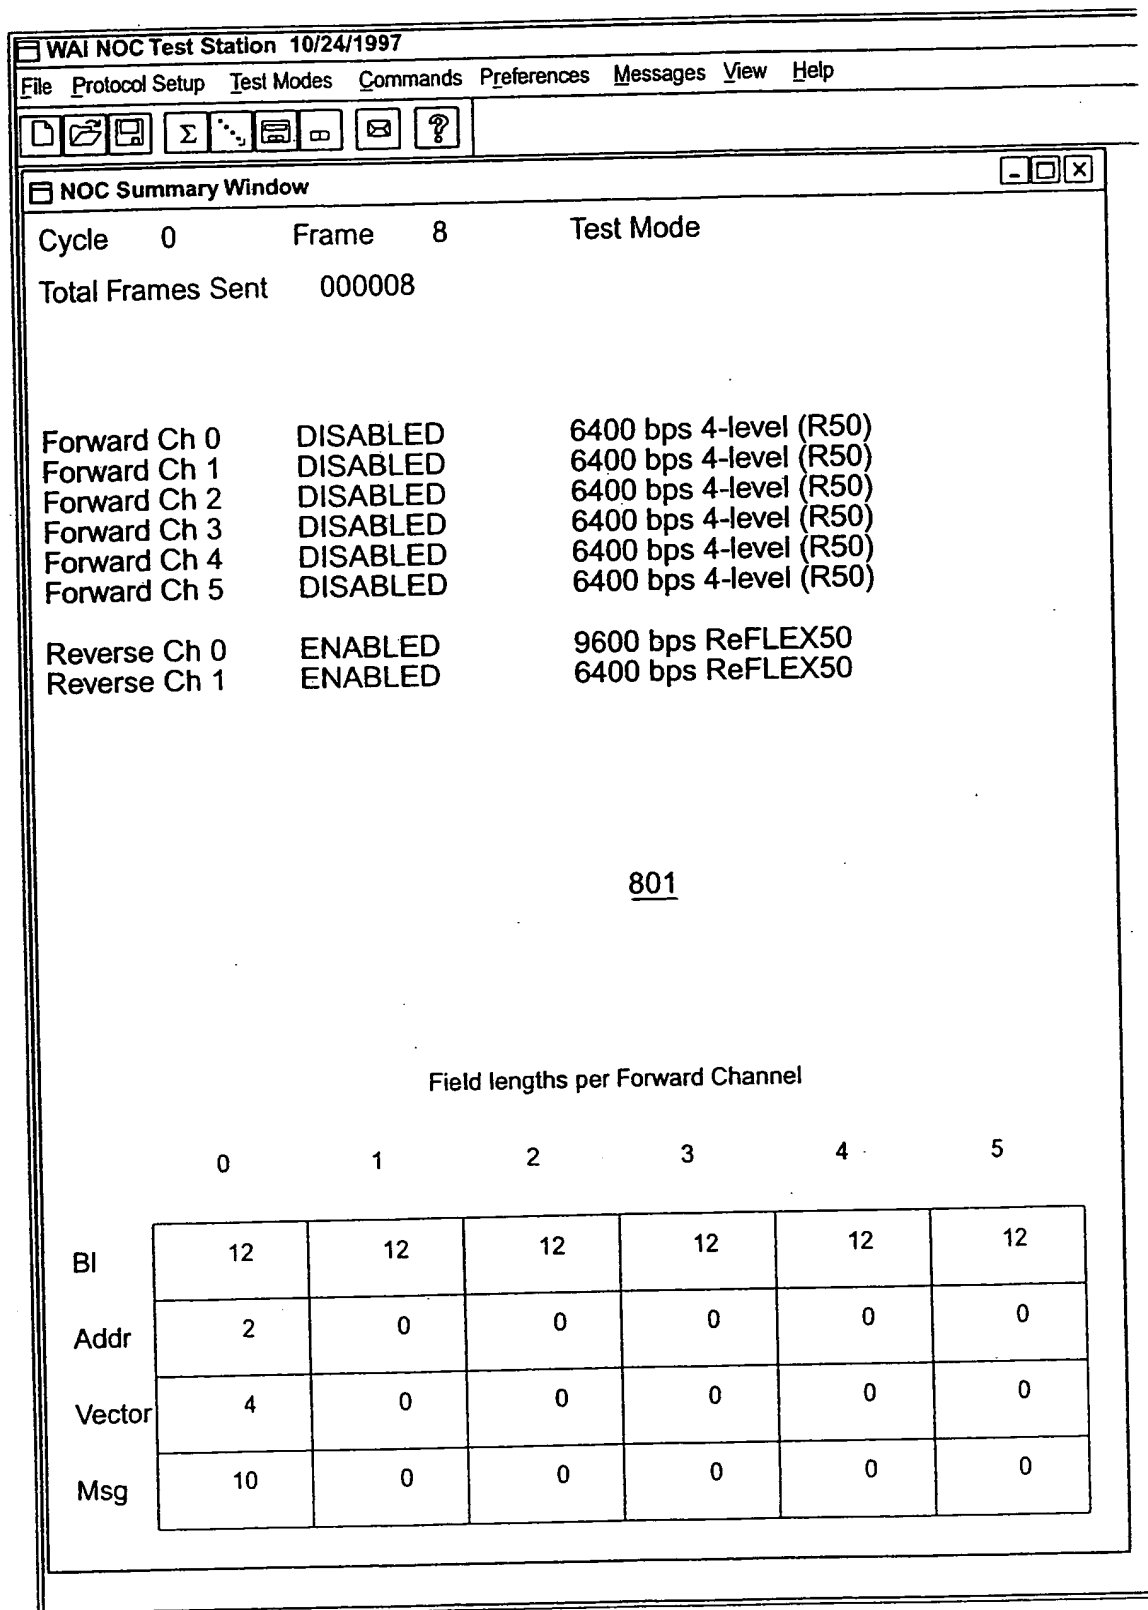 WAI NOC Test Station 10/24/1997
File Protocol Setup Test Modes Commands Preferences Messages View Help
Σ ?
NOC Summary Window
Cycle 0 Frame 8 Test Mode
Total Frames Sent 000008
Forward Ch 0 DISABLED 6400 bps 4-level (R50)
Forward Ch 1 DISABLED 6400 bps 4-level (R50)
Forward Ch 2 DISABLED 6400 bps 4-level (R50)
Forward Ch 3 DISABLED 6400 bps 4-level (R50)
Forward Ch 4 DISABLED 6400 bps 4-level (R50)
Forward Ch 5 DISABLED 6400 bps 4-level (R50)
Reverse Ch 0 ENABLED 9600 bps ReFLEX50
Reverse Ch 1 ENABLED 6400 bps ReFLEX50
801
Field lengths per Forward Channel
0 1 2 3 4 5
BI 12 12 12 12 12 12
Addr 2 0 0 0 0 0
Vector 4 0 0 0 0 0
Msg 10 0 0 0 0 0